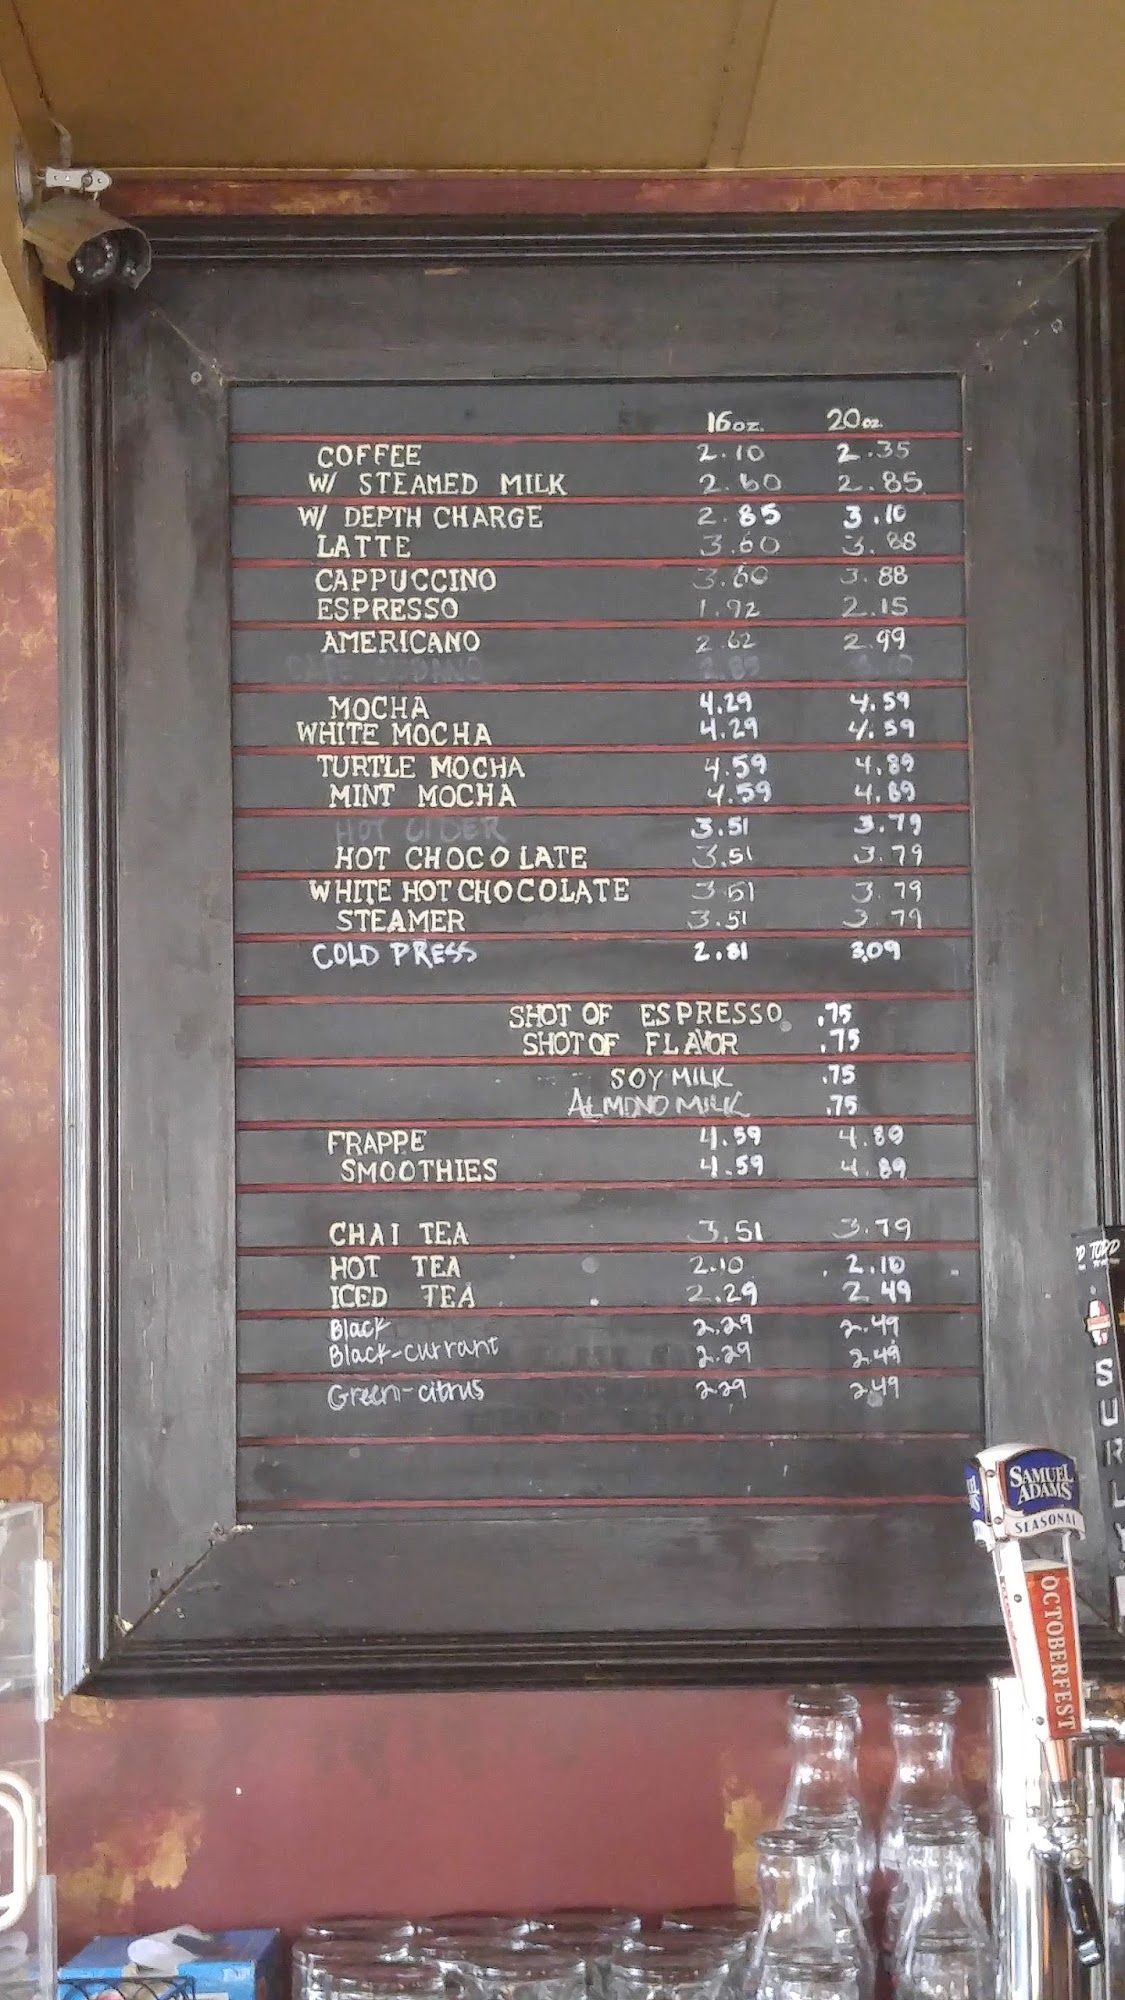 16oz. 20oz.
COFFEE 2.10 2.35
W/ STEAMED MILK 2.60 2.85
W/ DEPTH CHARGE 2.85 3.10
LATTE 3.60 3.88
CAPPUCCINO 3.60 3.88
ESPRESSO 1.92 2.15
AMERICANO 2.62 2.99
MOCHA 4.29 4.59
WHITE MOCHA 4.29 4.59
TURTLE MOCHA 4.59 4.89
MINT MOCHA 4.59 4.89
HOT CIDER 3.51 3.79
HOT CHOCOLATE 3.51 3.79
WHITE HOT CHOCOLATE 3.51 3.79
STEAMER 3.51 3.79
COLD PRESS 2.81 3.09
SHOT OF ESPRESSO .75
SHOT OF FLAVOR .75
SOY MILK .75
ALMOND MILK .75
FRAPPE 4.59 4.89
SMOOTHIES 4.59 4.89
CHAI TEA 3.51 3.79
HOT TEA 2.10 2.10
ICED TEA 2.29 2.49
Black 2.29 2.49
Black-currant 2.29 2.49
Green-citrus 2.29 2.49
TODD
SURLY
SAMUEL
ADAMS
SEASONAL
OCTOBERFEST